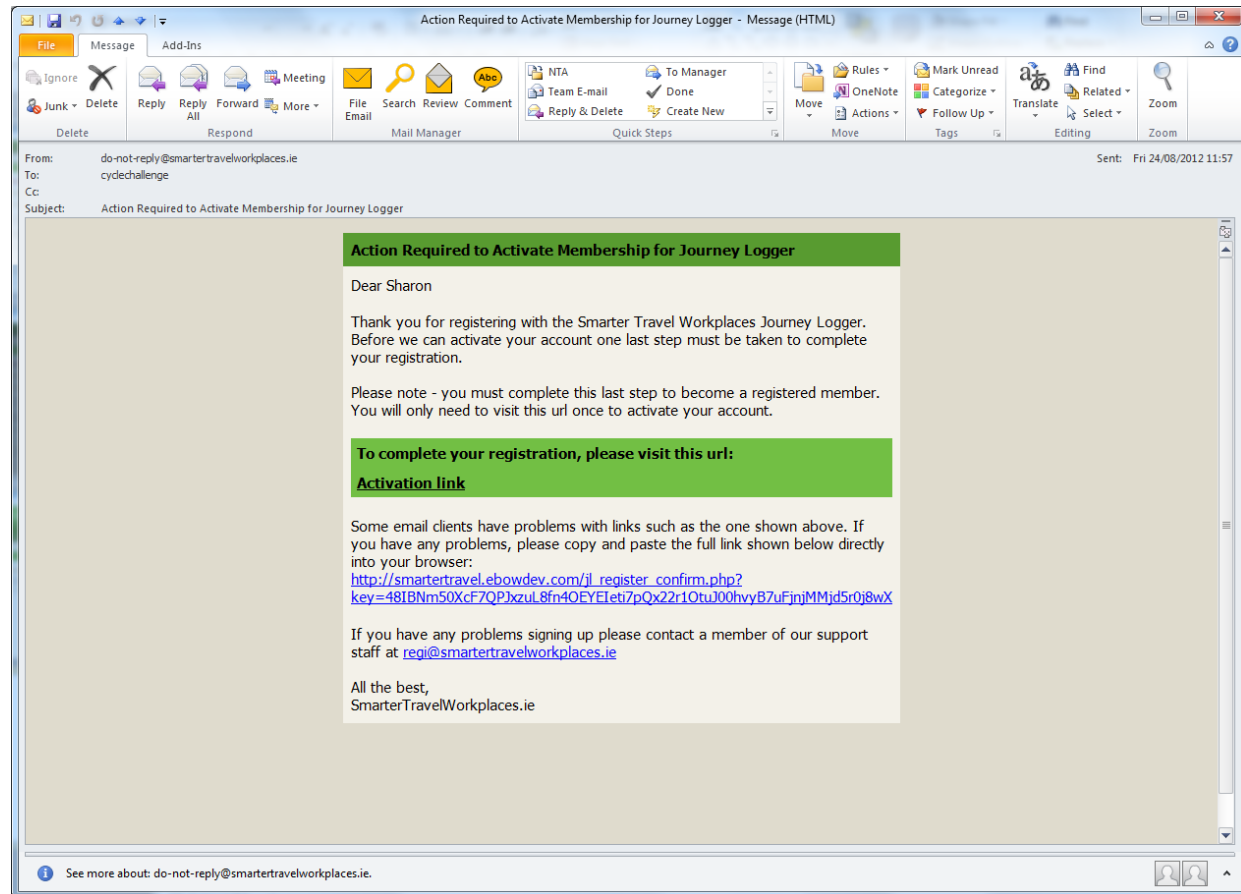 Action Required to Activate Membership for Journey Logger - Message (HTML)
File Message Add-Ins
Ignore
Junk
Delete
Reply
Reply All
Forward
Meeting
More
File Email
Search
Review
Comment
NTA
Team E-mail
Reply & Delete
To Manager
Done
Create New
Move
Rules
OneNote
Actions
Mark Unread
Categorize
Follow Up
Translate
Find
Related
Select
Zoom
Delete Respond Mail Manager Quick Steps Move Tags Editing Zoom
From: do-not-reply@smartertravelworkplaces.ie Sent: Fri 24/08/2012 11:57
To: cyclechallenge
Cc:
Subject: Action Required to Activate Membership for Journey Logger
Action Required to Activate Membership for Journey Logger
Dear Sharon
Thank you for registering with the Smarter Travel Workplaces Journey Logger.
Before we can activate your account one last step must be taken to complete
your registration.
Please note - you must complete this last step to become a registered member.
You will only need to visit this url once to activate your account.
To complete your registration, please visit this url:
Activation link
Some email clients have problems with links such as the one shown above. If
you have any problems, please copy and paste the full link shown below directly
into your browser:
http://smartertravel.ebowdev.com/jl_register_confirm.php?
key=48IBNm50XcF7QPJxzuL8fn4OEYEIeti7pQx22r1OtuJ00hvyB7uFjnjMMjd5r0j8wX
If you have any problems signing up please contact a member of our support
staff at regi@smartertravelworkplaces.ie
All the best,
SmarterTravelWorkplaces.ie
See more about: do-not-reply@smartertravelworkplaces.ie.